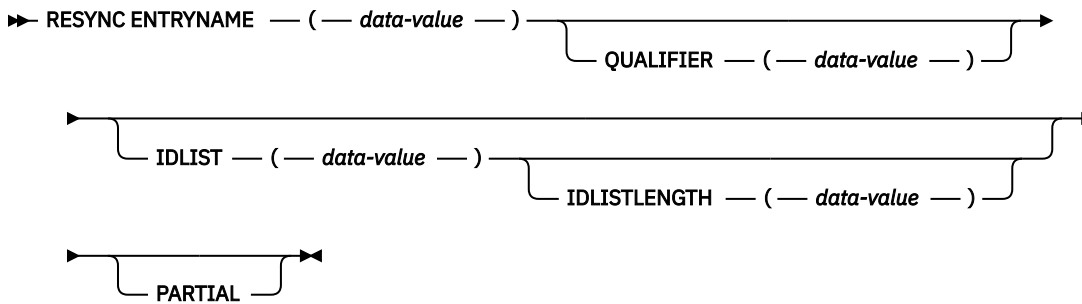 RESYNC ENTRYNAME ( data-value )
QUALIFIER ( data-value )
IDLIST ( data-value )
IDLISTLENGTH ( data-value )
PARTIAL